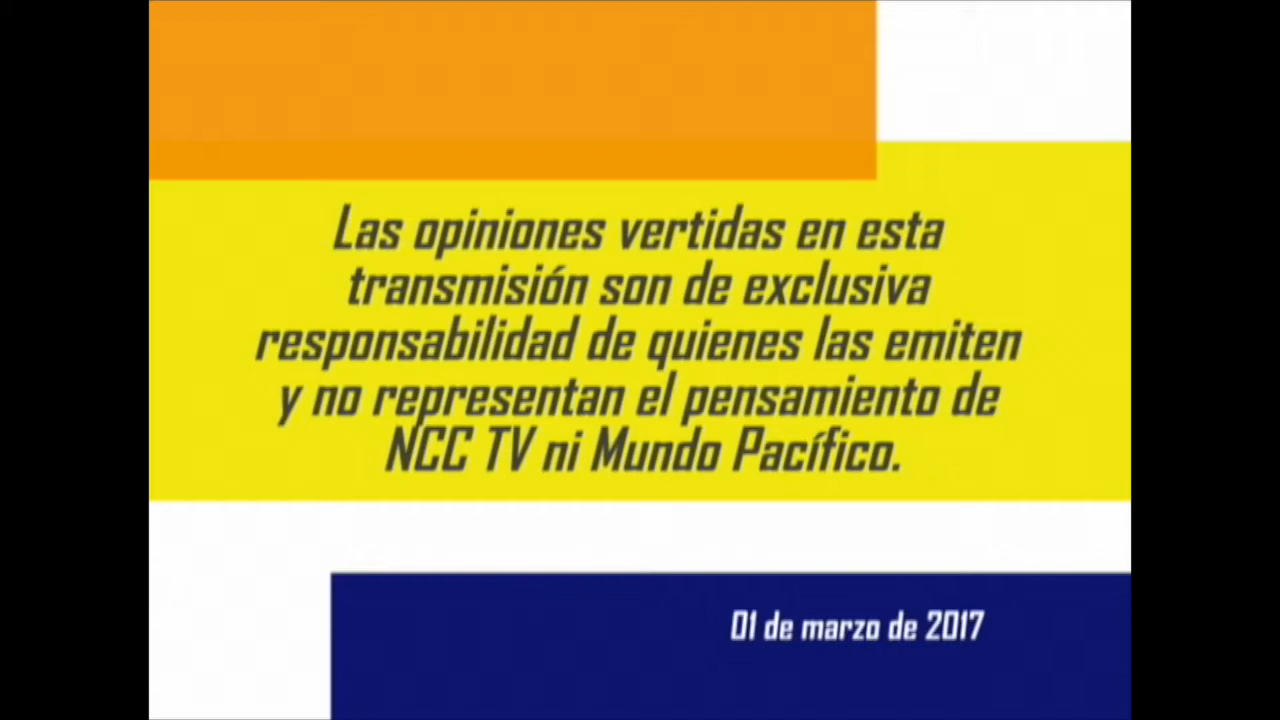 Las opiniones vertidas en esta
transmisión son de exclusiva
responsabilidad de quienes las emiten
y no representan el pensamiento de
NCC TV ni Mundo Pacífico.
01 de marzo de 2017